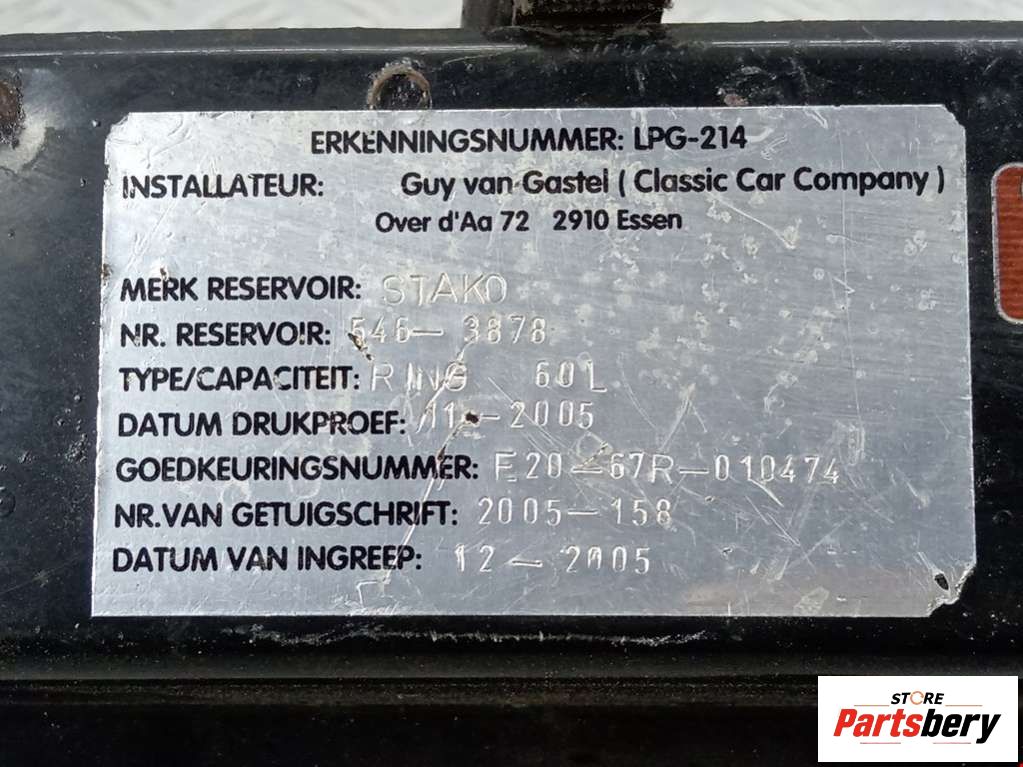 ERKENNINGSNUMMER: LPG-214
INSTALLATEUR: Guy van Gastel ( Classic Car Company )
Over d'Aa 72 2910 Essen
MERK RESERVOIR: STAKO
NR. RESERVOIR: 546- 3878
TYPE/CAPACITEIT: RING 60L
DATUM DRUKPROEF: 11-2005
GOEDKEURINGSNUMMER: E20-67R-010474
NR.VAN GETUIGSCHRIFT: 2005-158
DATUM VAN INGREEP: 12-2005
STORE
Partsbery